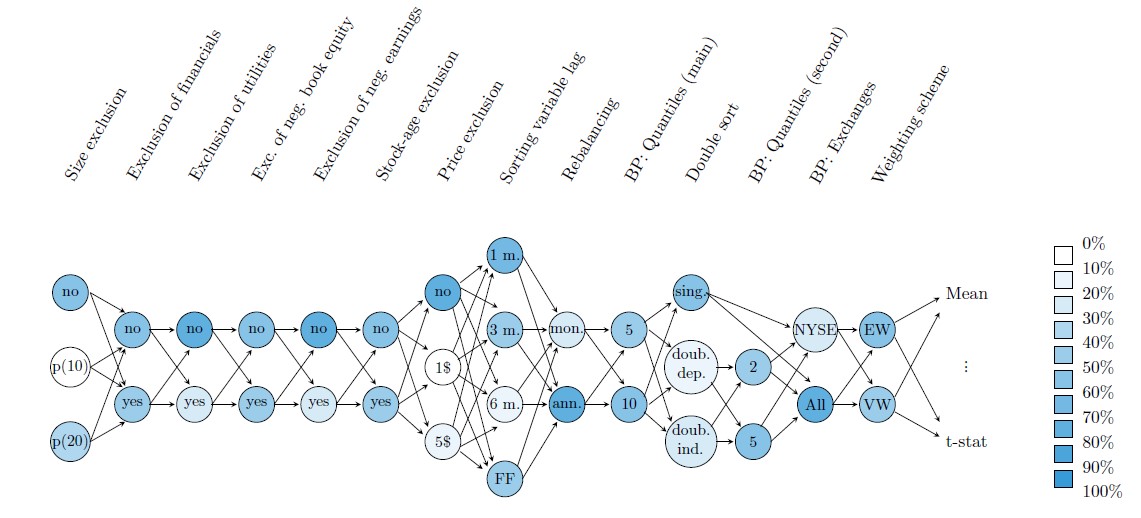 Size exclusion
Exclusion of financials
Exclusion of utilities
Exc. of neg. book equity
Exclusion of neg. earnings
Stock-age exclusion
Price exclusion
Sorting variable lag
Rebalancing
BP: Quantiles (main)
Double sort
BP: Quantiles (second)
BP: Exchanges
Weighting scheme
no
p(10)
p(20)
no
yes
no
yes
no
yes
no
yes
no
yes
no
1$
5$
1 m.
3 m.
6 m.
FF
mon.
ann.
5
10
sing.
doub.
dep.
doub.
ind.
2
5
NYSE
All
EW
VW
Mean
⋮
t-stat
0%
10%
20%
30%
40%
50%
60%
70%
80%
90%
100%